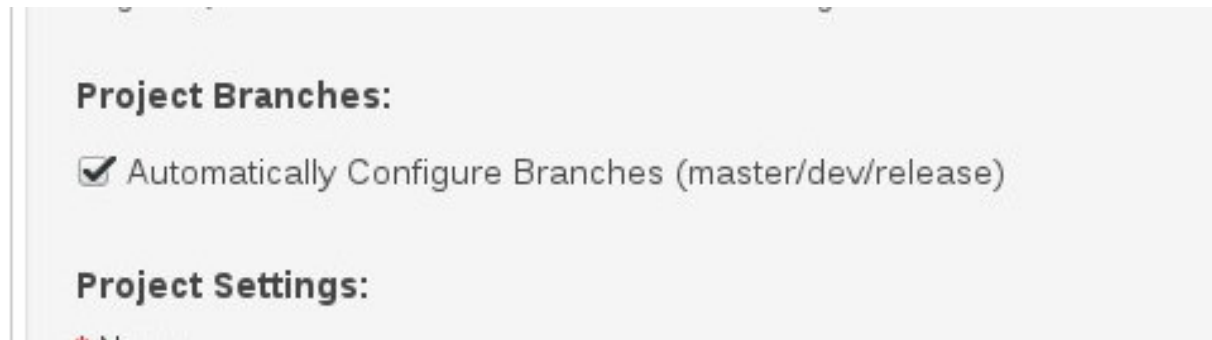 Project Branches:
Automatically Configure Branches (master/dev/release)
Project Settings: